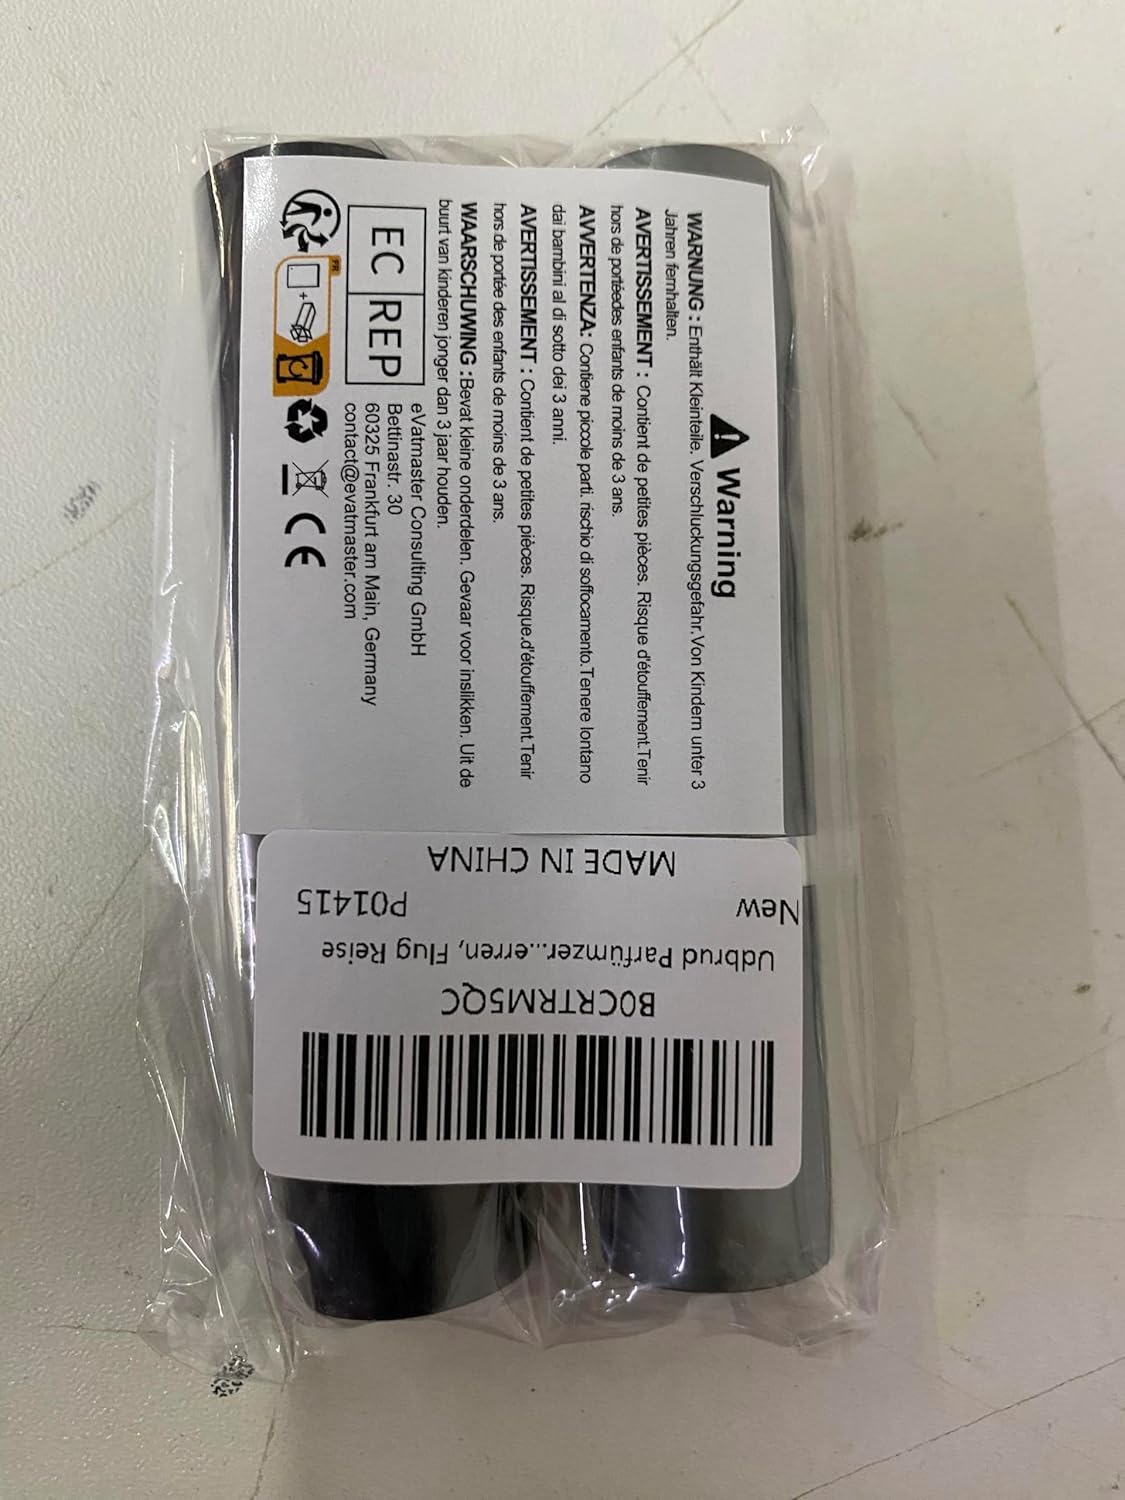 Warning
WARNUNG : Enthält Kleinteile. Verschluckungsgefahr.Von Kindern unter 3
Jahren fernhalten.
AVERTISSEMENT : Contient de petites pièces. Risque d'étouffement.Tenir
hors de portéedes enfants de moins de 3 ans.
AVVERTENZA: Contiene piccole parti. rischio di soffocamento.Tenere lontano
dai bambini al di sotto dei 3 anni.
AVERTISSEMENT : Contient de petites pièces. Risque.d'étouffement.Tenir
hors de portée des enfants de moins de 3 ans.
WAARSCHUWING :Bevat kleine onderdelen. Gevaar voor inslikken. Uit de
buurt van kinderen jonger dan 3 jaar houden.
EC REP
eVatmaster Consulting GmbH
Bettinastr. 30
60325 Frankfurt am Main, Germany
contact@evatmaster.com
FR
CE
B0CRTRM5QC
Udbrud Parfümzer...erren, Flug Reise
New P01415
MADE IN CHINA